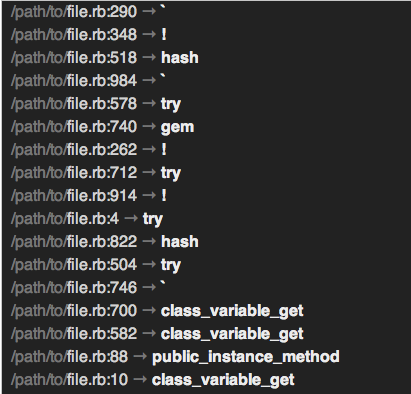 /path/to/file.rb:290 → `
/path/to/file.rb:348 → !
/path/to/file.rb:518 → hash
/path/to/file.rb:984 → `
/path/to/file.rb:578 → try
/path/to/file.rb:740 → gem
/path/to/file.rb:262 → !
/path/to/file.rb:712 → try
/path/to/file.rb:914 → !
/path/to/file.rb:4 → try
/path/to/file.rb:822 → hash
/path/to/file.rb:504 → try
/path/to/file.rb:746 → `
/path/to/file.rb:700 → class_variable_get
/path/to/file.rb:582 → class_variable_get
/path/to/file.rb:88 → public_instance_method
/path/to/file.rb:10 → class_variable_get